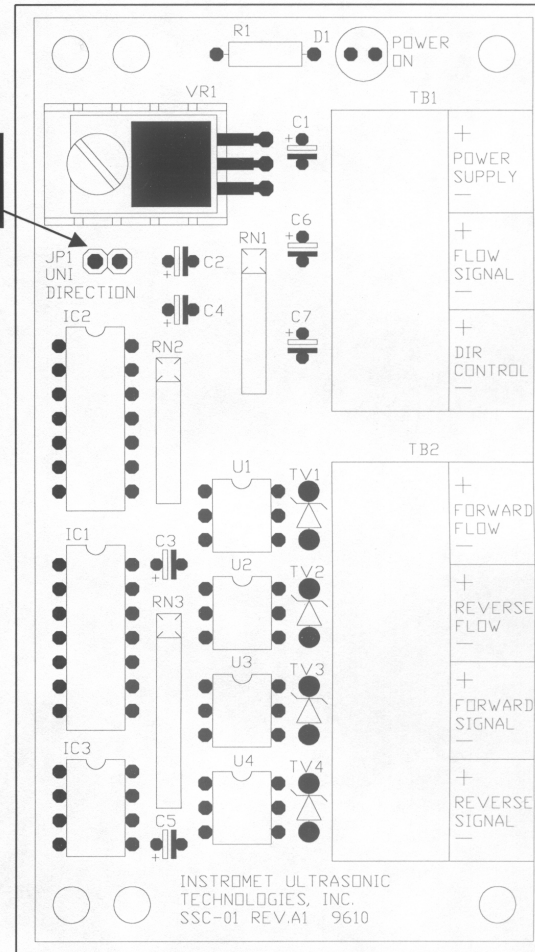 R1
D1
POWER
ON
VR1
TB1
C1
+
+
POWER
SUPPLY
−
C6
+
RN1
+
FLOW
SIGNAL
−
JP1
UNI
DIRECTION
C2
+
C4
+
C7
+
+
DIR
CONTROL
−
IC2
RN2
TB2
U1
TV1
+
FORWARD
FLOW
−
IC1
C3
+
U2
TV2
+
REVERSE
FLOW
−
RN3
U3
TV3
+
FORWARD
SIGNAL
−
IC3
U4
TV4
+
REVERSE
SIGNAL
−
C5
+
INSTROMET ULTRASONIC
TECHNOLOGIES, INC.
SSC-01 REV.A1 9610